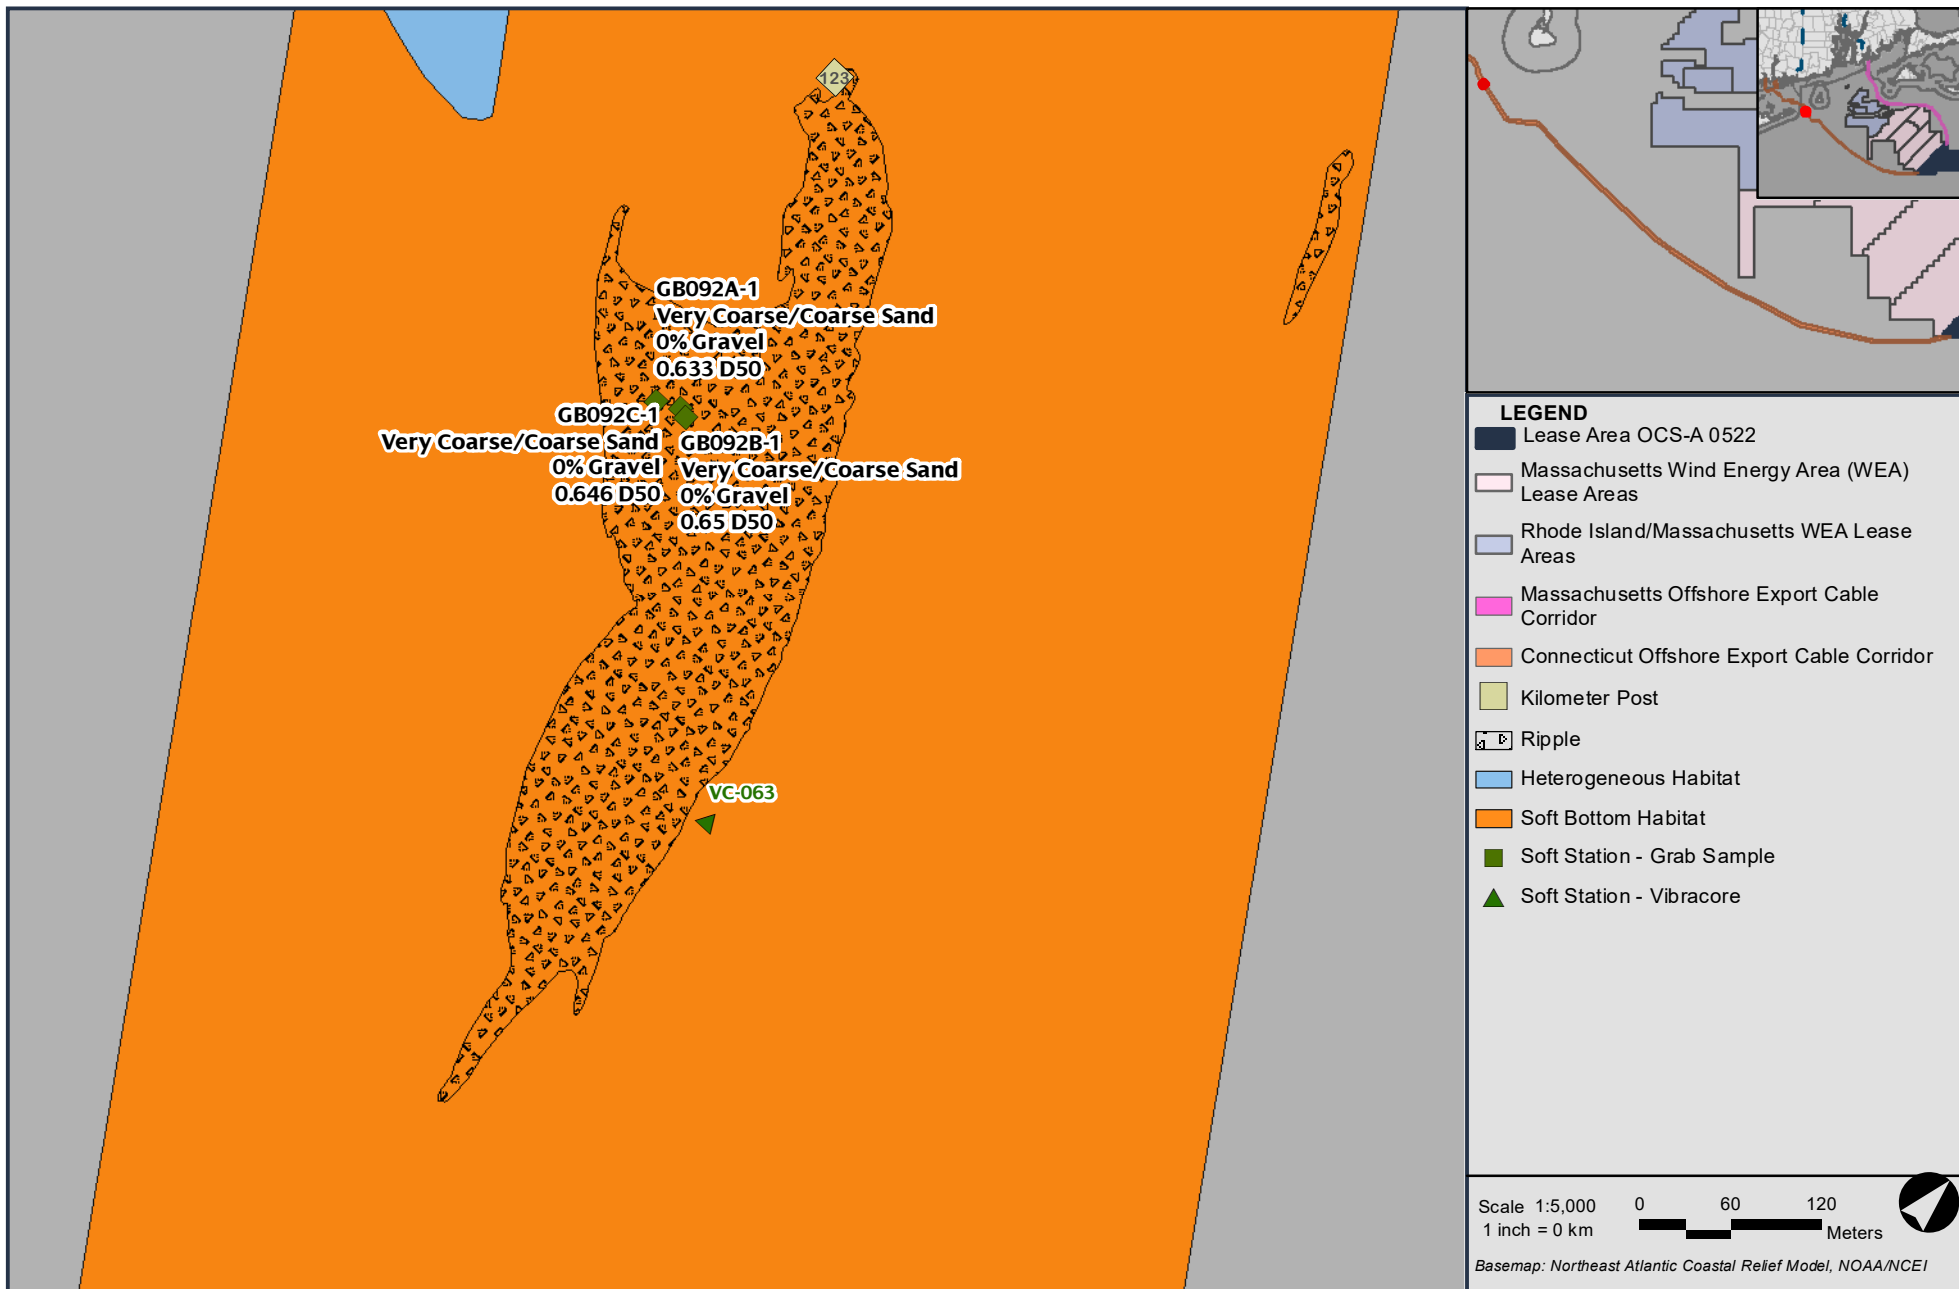 123
GB092A-1
Very Coarse/Coarse Sand
0% Gravel
0.633 D50
GB092C-1
Very Coarse/Coarse Sand
0% Gravel
0.646 D50
GB092B-1
Very Coarse/Coarse Sand
0% Gravel
0.65 D50
VC-063
LEGEND
Lease Area OCS-A 0522
Massachusetts Wind Energy Area (WEA)
Lease Areas
Rhode Island/Massachusetts WEA Lease
Areas
Massachusetts Offshore Export Cable
Corridor
Connecticut Offshore Export Cable Corridor
Kilometer Post
Ripple
Heterogeneous Habitat
Soft Bottom Habitat
Soft Station - Grab Sample
Soft Station - Vibracore
Scale 1:5,000
1 inch = 0 km
0 60 120
Meters
Basemap: Northeast Atlantic Coastal Relief Model, NOAA/NCEI